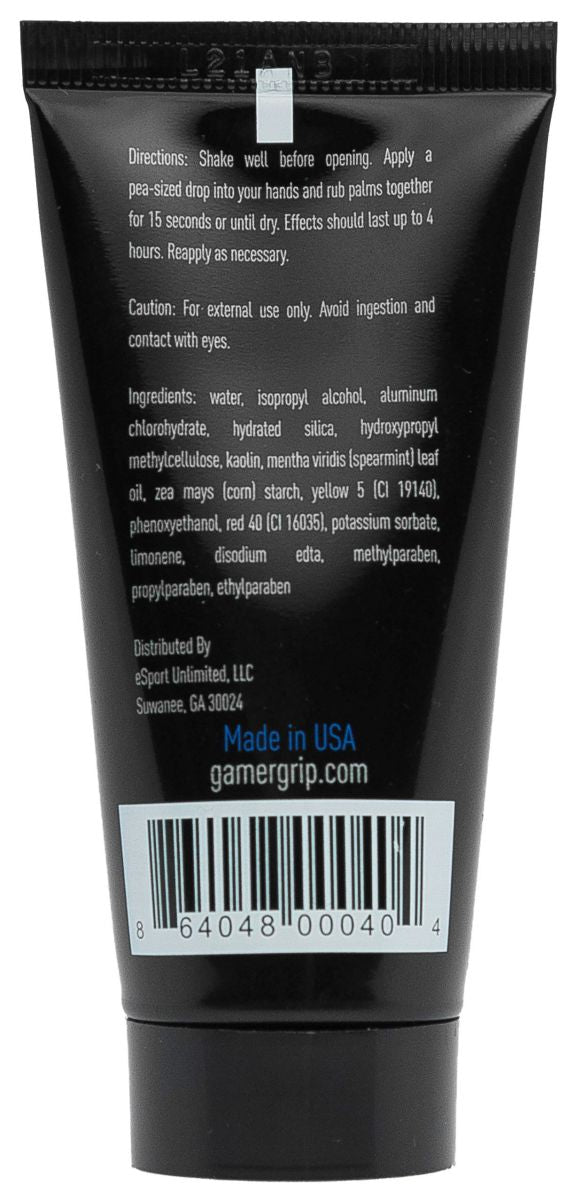 L21ANB
Directions: Shake well before opening. Apply a
pea-sized drop into your hands and rub palms together
for 15 seconds or until dry. Effects should last up to 4
hours. Reapply as necessary.
Caution: For external use only. Avoid ingestion and
contact with eyes.
Ingredients: water, isopropyl alcohol, aluminum
chlorohydrate, hydrated silica, hydroxypropyl
methylcellulose, kaolin, mentha viridis (spearmint) leaf
oil, zea mays (corn) starch, yellow 5 (CI 19140),
phenoxyethanol, red 40 (CI 16035), potassium sorbate,
limonene, disodium edta, methylparaben,
propylparaben, ethylparaben
Distributed By
eSport Unlimited, LLC
Suwanee, GA 30024
Made in USA
gamergrip.com
8 64048 00040 4